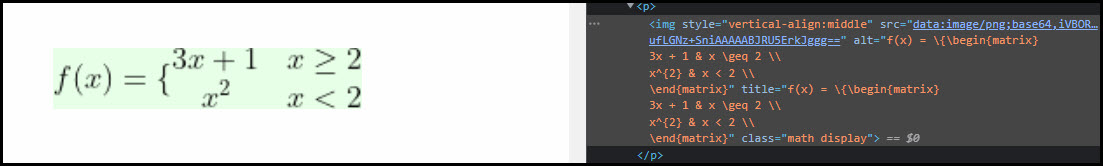 f(x) = {3x + 1 x ≥ 2
x² x < 2
▼<p>
⋯ <img style="vertical-align:middle" src="data:image/png;base64,iVBOR…
ufLGNz+SniAAAAABJRU5ErkJggg==" alt="f(x) = \{\begin{matrix}
3x + 1 & x \geq 2 \\
x^{2} & x < 2 \\
\end{matrix}" title="f(x) = \{\begin{matrix}
3x + 1 & x \geq 2 \\
x^{2} & x < 2 \\
\end{matrix}" class="math display"> == $0
</p>